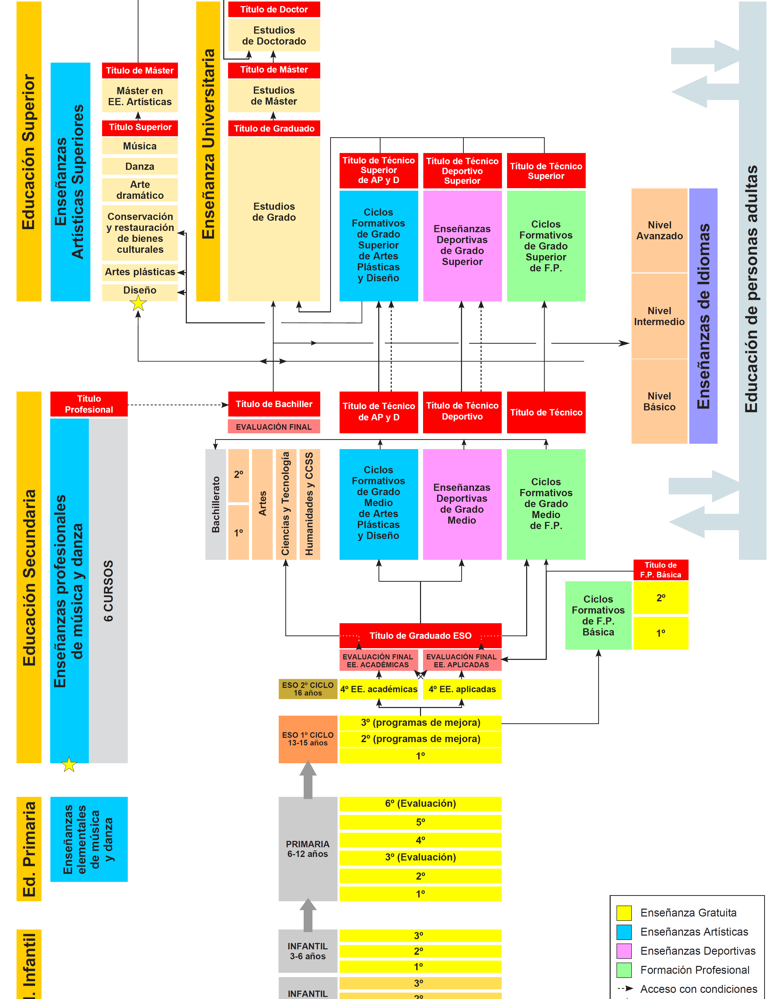 Educación Superior
Enseñanzas
Artísticas Superiores
Título de Máster
Máster en
EE. Artísticas
Título Superior
Música
Danza
Arte
dramático
Conservación
y restauración
de bienes
culturales
Artes plásticas
Diseño
Enseñanza Universitaria
Título de Doctor
Estudios
de Doctorado
Título de Máster
Estudios
de Máster
Título de Graduado
Estudios
de Grado
Título de Técnico
Superior
de AP y D
Ciclos
Formativos
de Grado
Superior
de Artes
Plásticas
y Diseño
Título de Técnico
Deportivo
Superior
Enseñanzas
Deportivas
de Grado
Superior
Título de Técnico
Superior
Ciclos
Formativos
de Grado
Superior
de F.P.
Nivel
Avanzado
Nivel
Intermedio
Nivel
Básico
Enseñanzas de Idiomas
Educación de personas adultas
Educación Secundaria
Título
Profesional
Enseñanzas profesionales
de música y danza
6 CURSOS
Título de Bachiller
EVALUACIÓN FINAL
Bachillerato
2º
1º
Artes
Ciencias y Tecnología
Humanidades y CCSS
Título de Técnico
de AP y D
Ciclos
Formativos
de Grado
Medio
de Artes
Plásticas
y Diseño
Título de Técnico
Deportivo
Enseñanzas
Deportivas
de Grado
Medio
Título de Técnico
Ciclos
Formativos
de Grado
Medio
de F.P.
Título de
F.P. Básica
Ciclos
Formativos
de F.P.
Básica
2º
1º
Título de Graduado ESO
EVALUACIÓN FINAL
EE. ACADÉMICAS
EVALUACIÓN FINAL
EE. APLICADAS
ESO 2º CICLO
16 años
4º EE. académicas
4º EE. aplicadas
ESO 1º CICLO
13-15 años
3º (programas de mejora)
2º (programas de mejora)
1º
Ed. Primaria
Enseñanzas
elementales
de música
y danza
PRIMARIA
6-12 años
6º (Evaluación)
5º
4º
3º (Evaluación)
2º
1º
. Infantil
INFANTIL
3-6 años
3º
2º
1º
INFANTIL
3º
2º
Enseñanza Gratuita
Enseñanzas Artísticas
Enseñanzas Deportivas
Formación Profesional
Acceso con condiciones